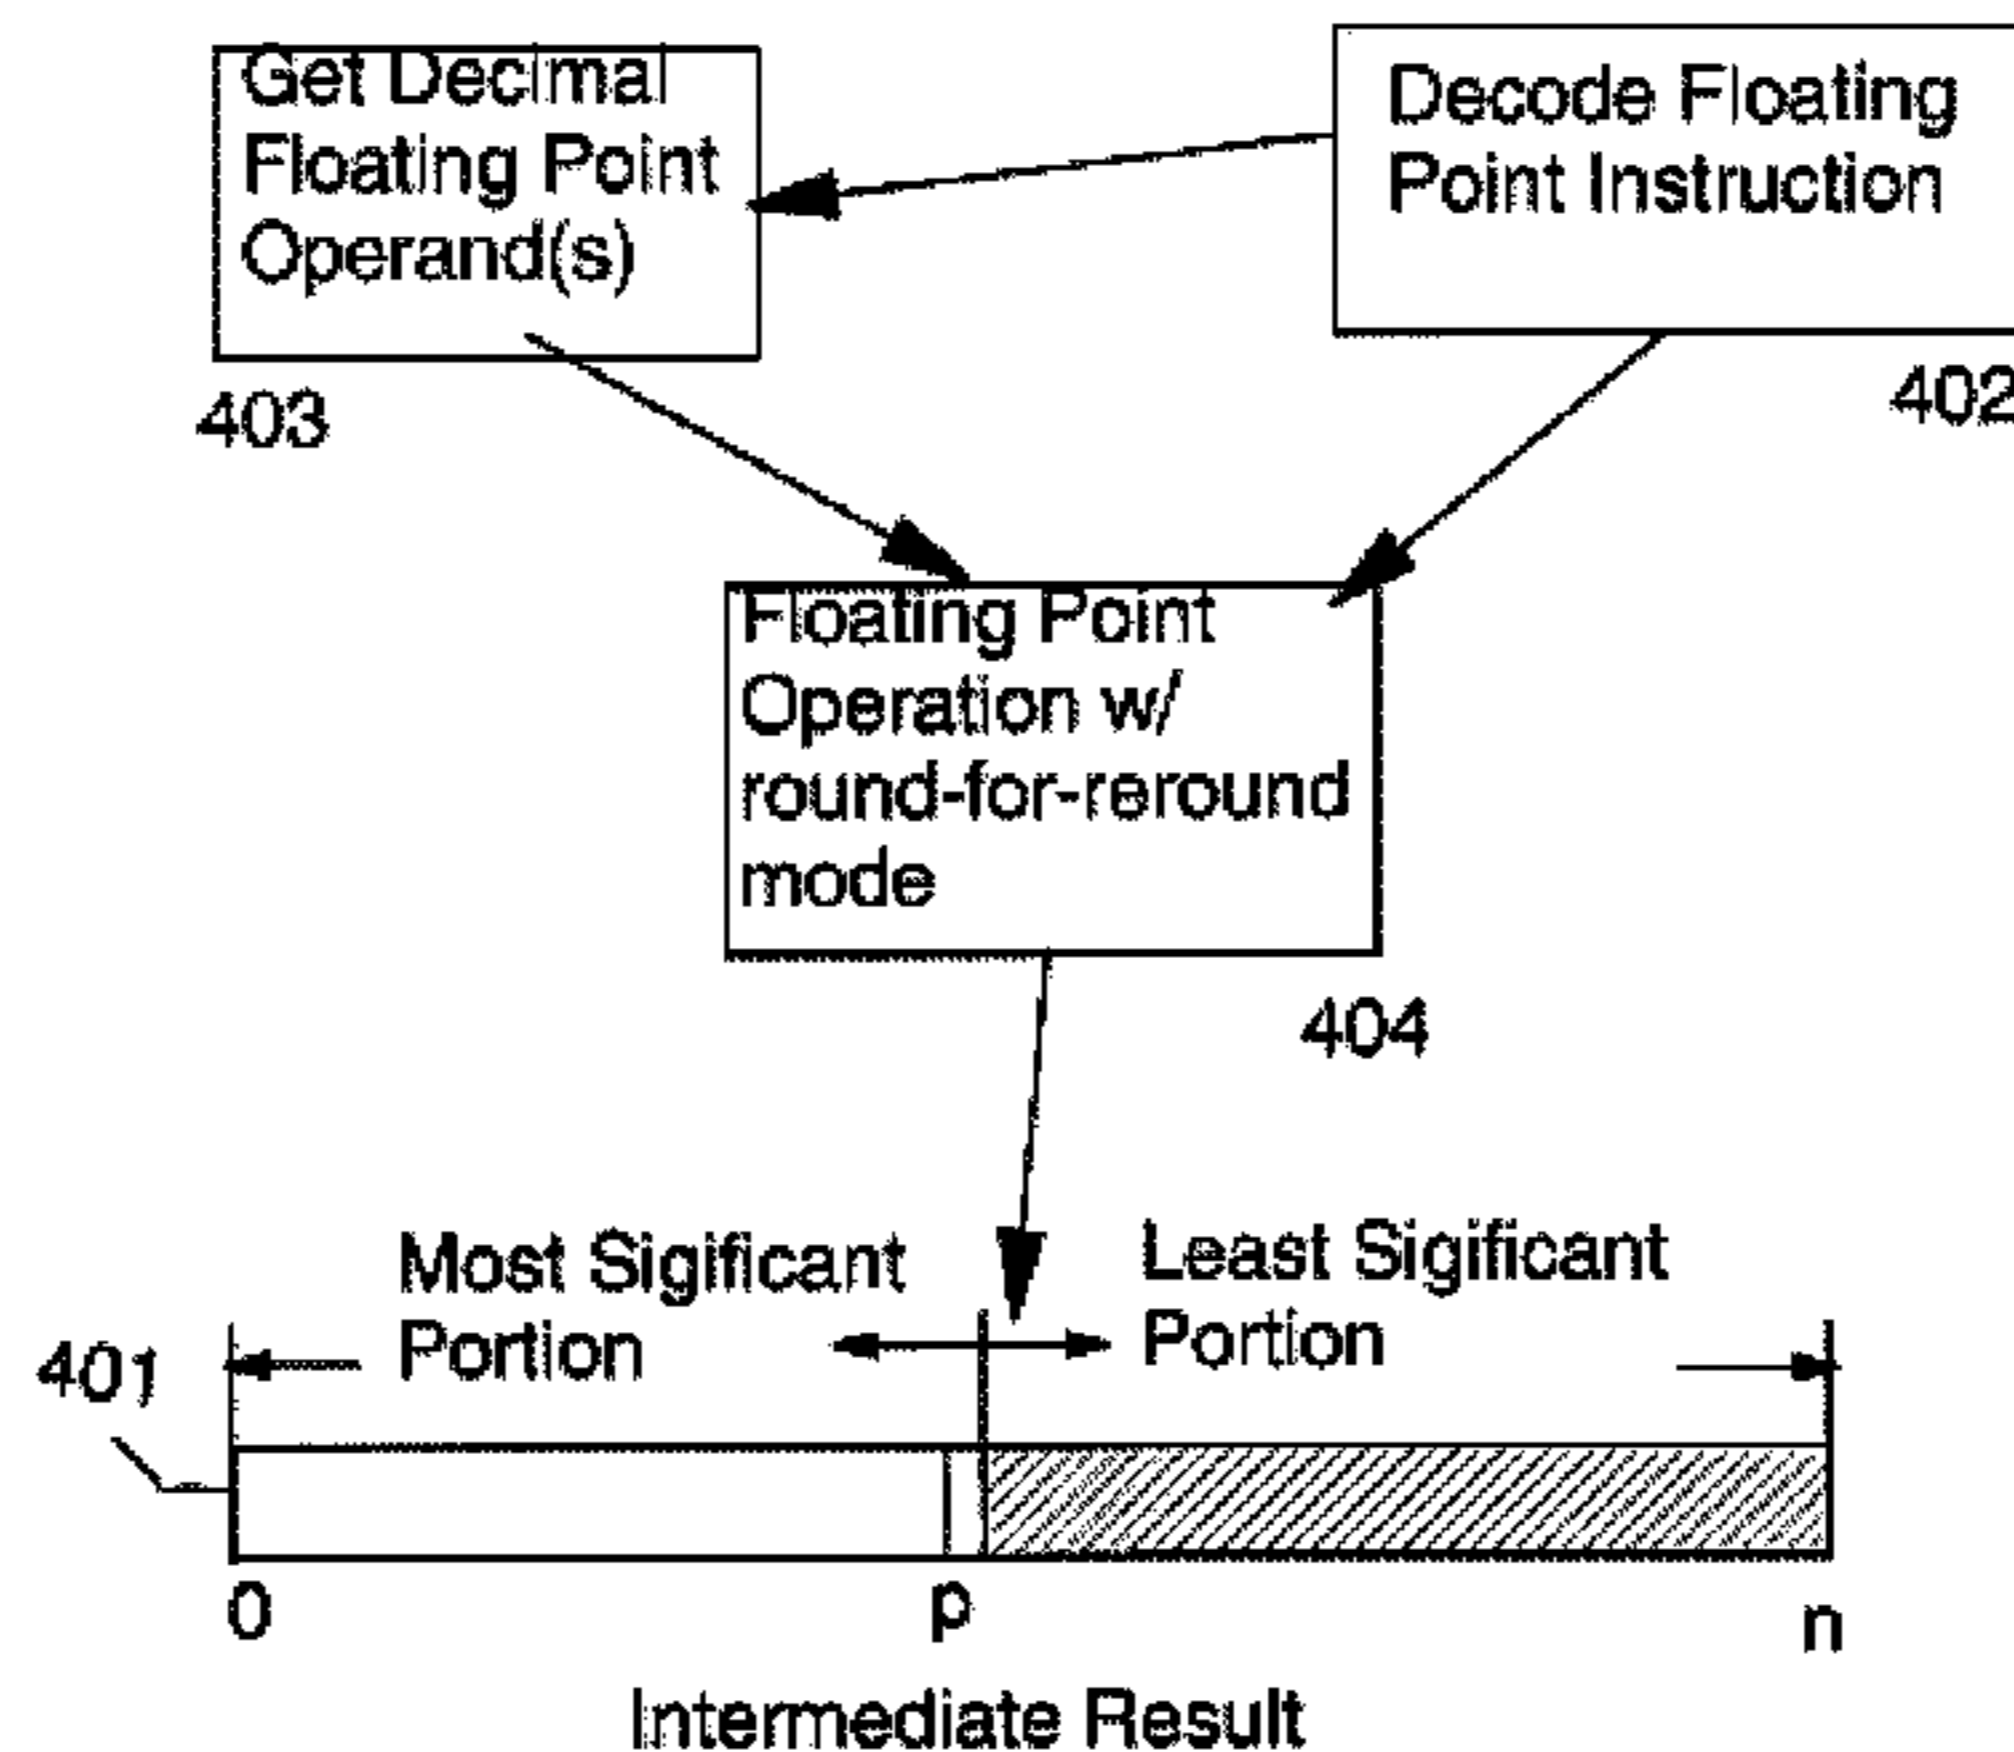 Get Decimal
Floating Point
Operand(s)
403
Decode Floating
Point Instruction
402
Floating Point
Operation w/
round-for-reround
mode
404
Most Sigificant
Portion
Least Sigificant
Portion
401
0
p
n
Intermediate Result